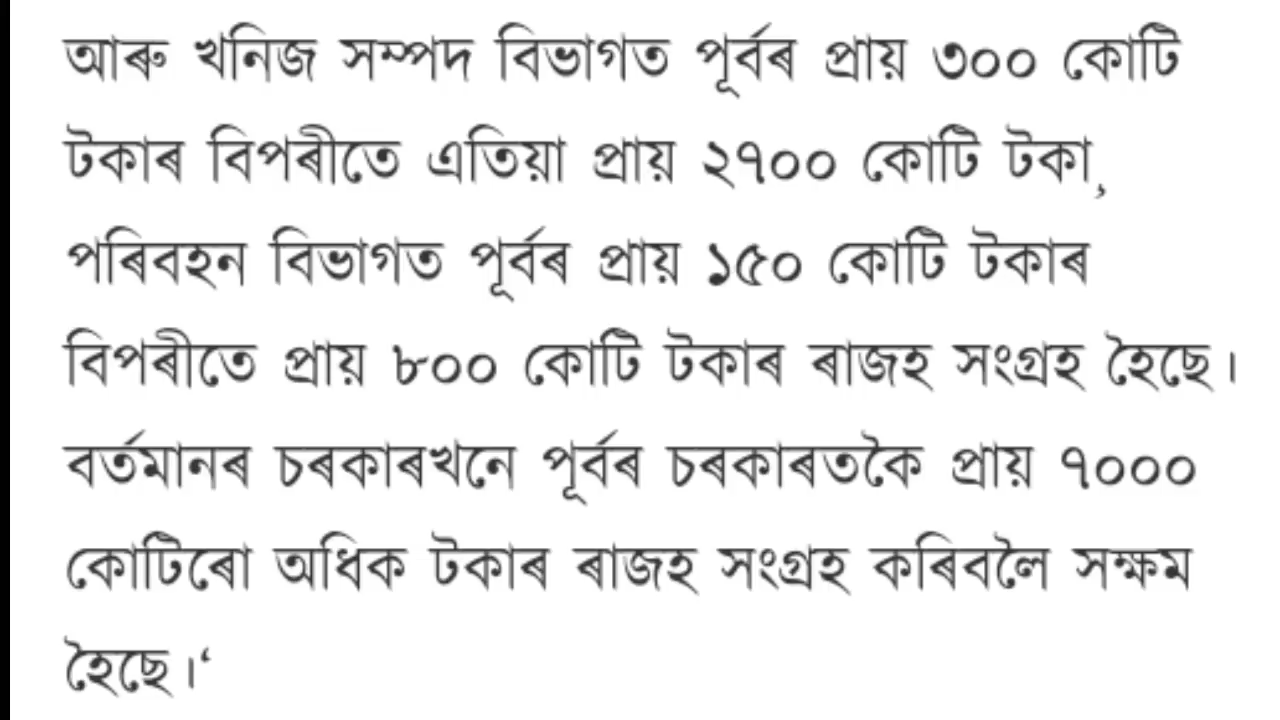 আৰু খনিজ সম্পদ বিভাগত পূৰ্বৰ প্ৰায় ৩০০ কোটি
টকাৰ বিপৰীতে এতিয়া প্ৰায় ২৭০০ কোটি টকা,
পৰিবহন বিভাগত পূৰ্বৰ প্ৰায় ১৫০ কোটি টকাৰ
বিপৰীতে প্ৰায় ৮০০ কোটি টকাৰ ৰাজহ সংগ্ৰহ হৈছে।
বৰ্তমানৰ চৰকাৰখনে পূৰ্বৰ চৰকাৰতকৈ প্ৰায় ৭০০০
কোটিৰো অধিক টকাৰ ৰাজহ সংগ্ৰহ কৰিবলৈ সক্ষম
হৈছে।‘